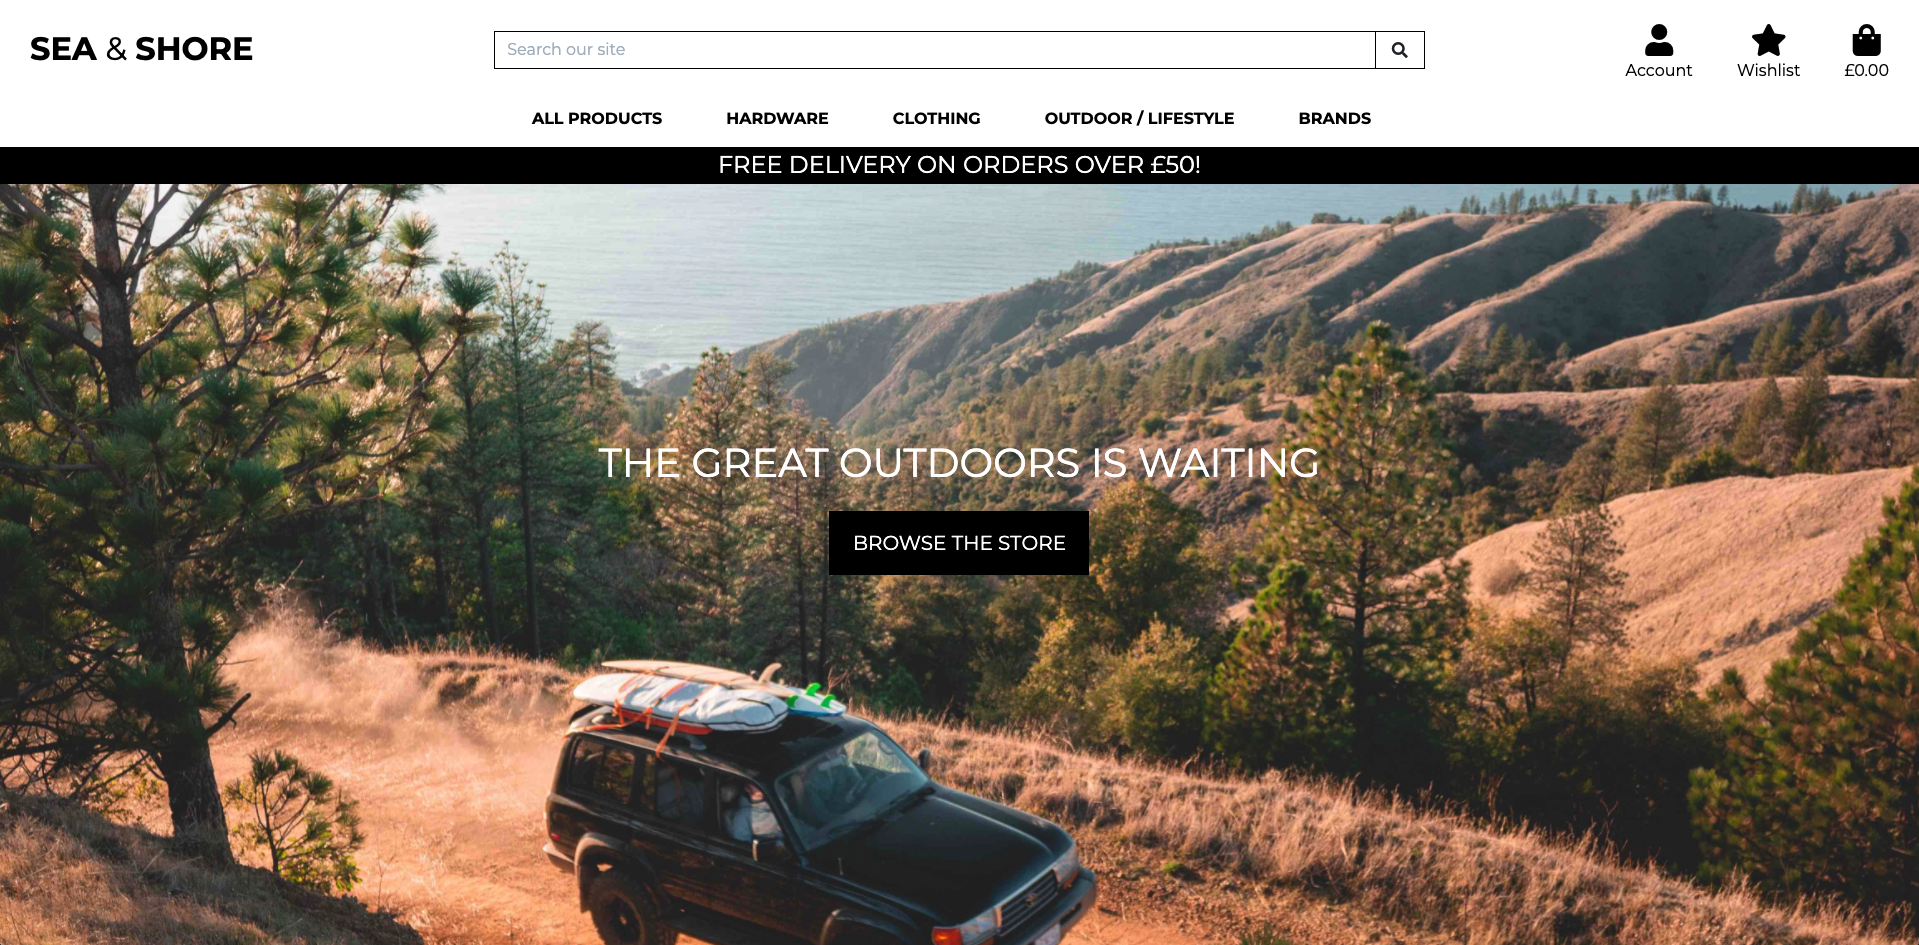 SEA & SHORE
Search our site
Account
Wishlist
£0.00
ALL PRODUCTS
HARDWARE
CLOTHING
OUTDOOR / LIFESTYLE
BRANDS
FREE DELIVERY ON ORDERS OVER £50!
THE GREAT OUTDOORS IS WAITING
BROWSE THE STORE